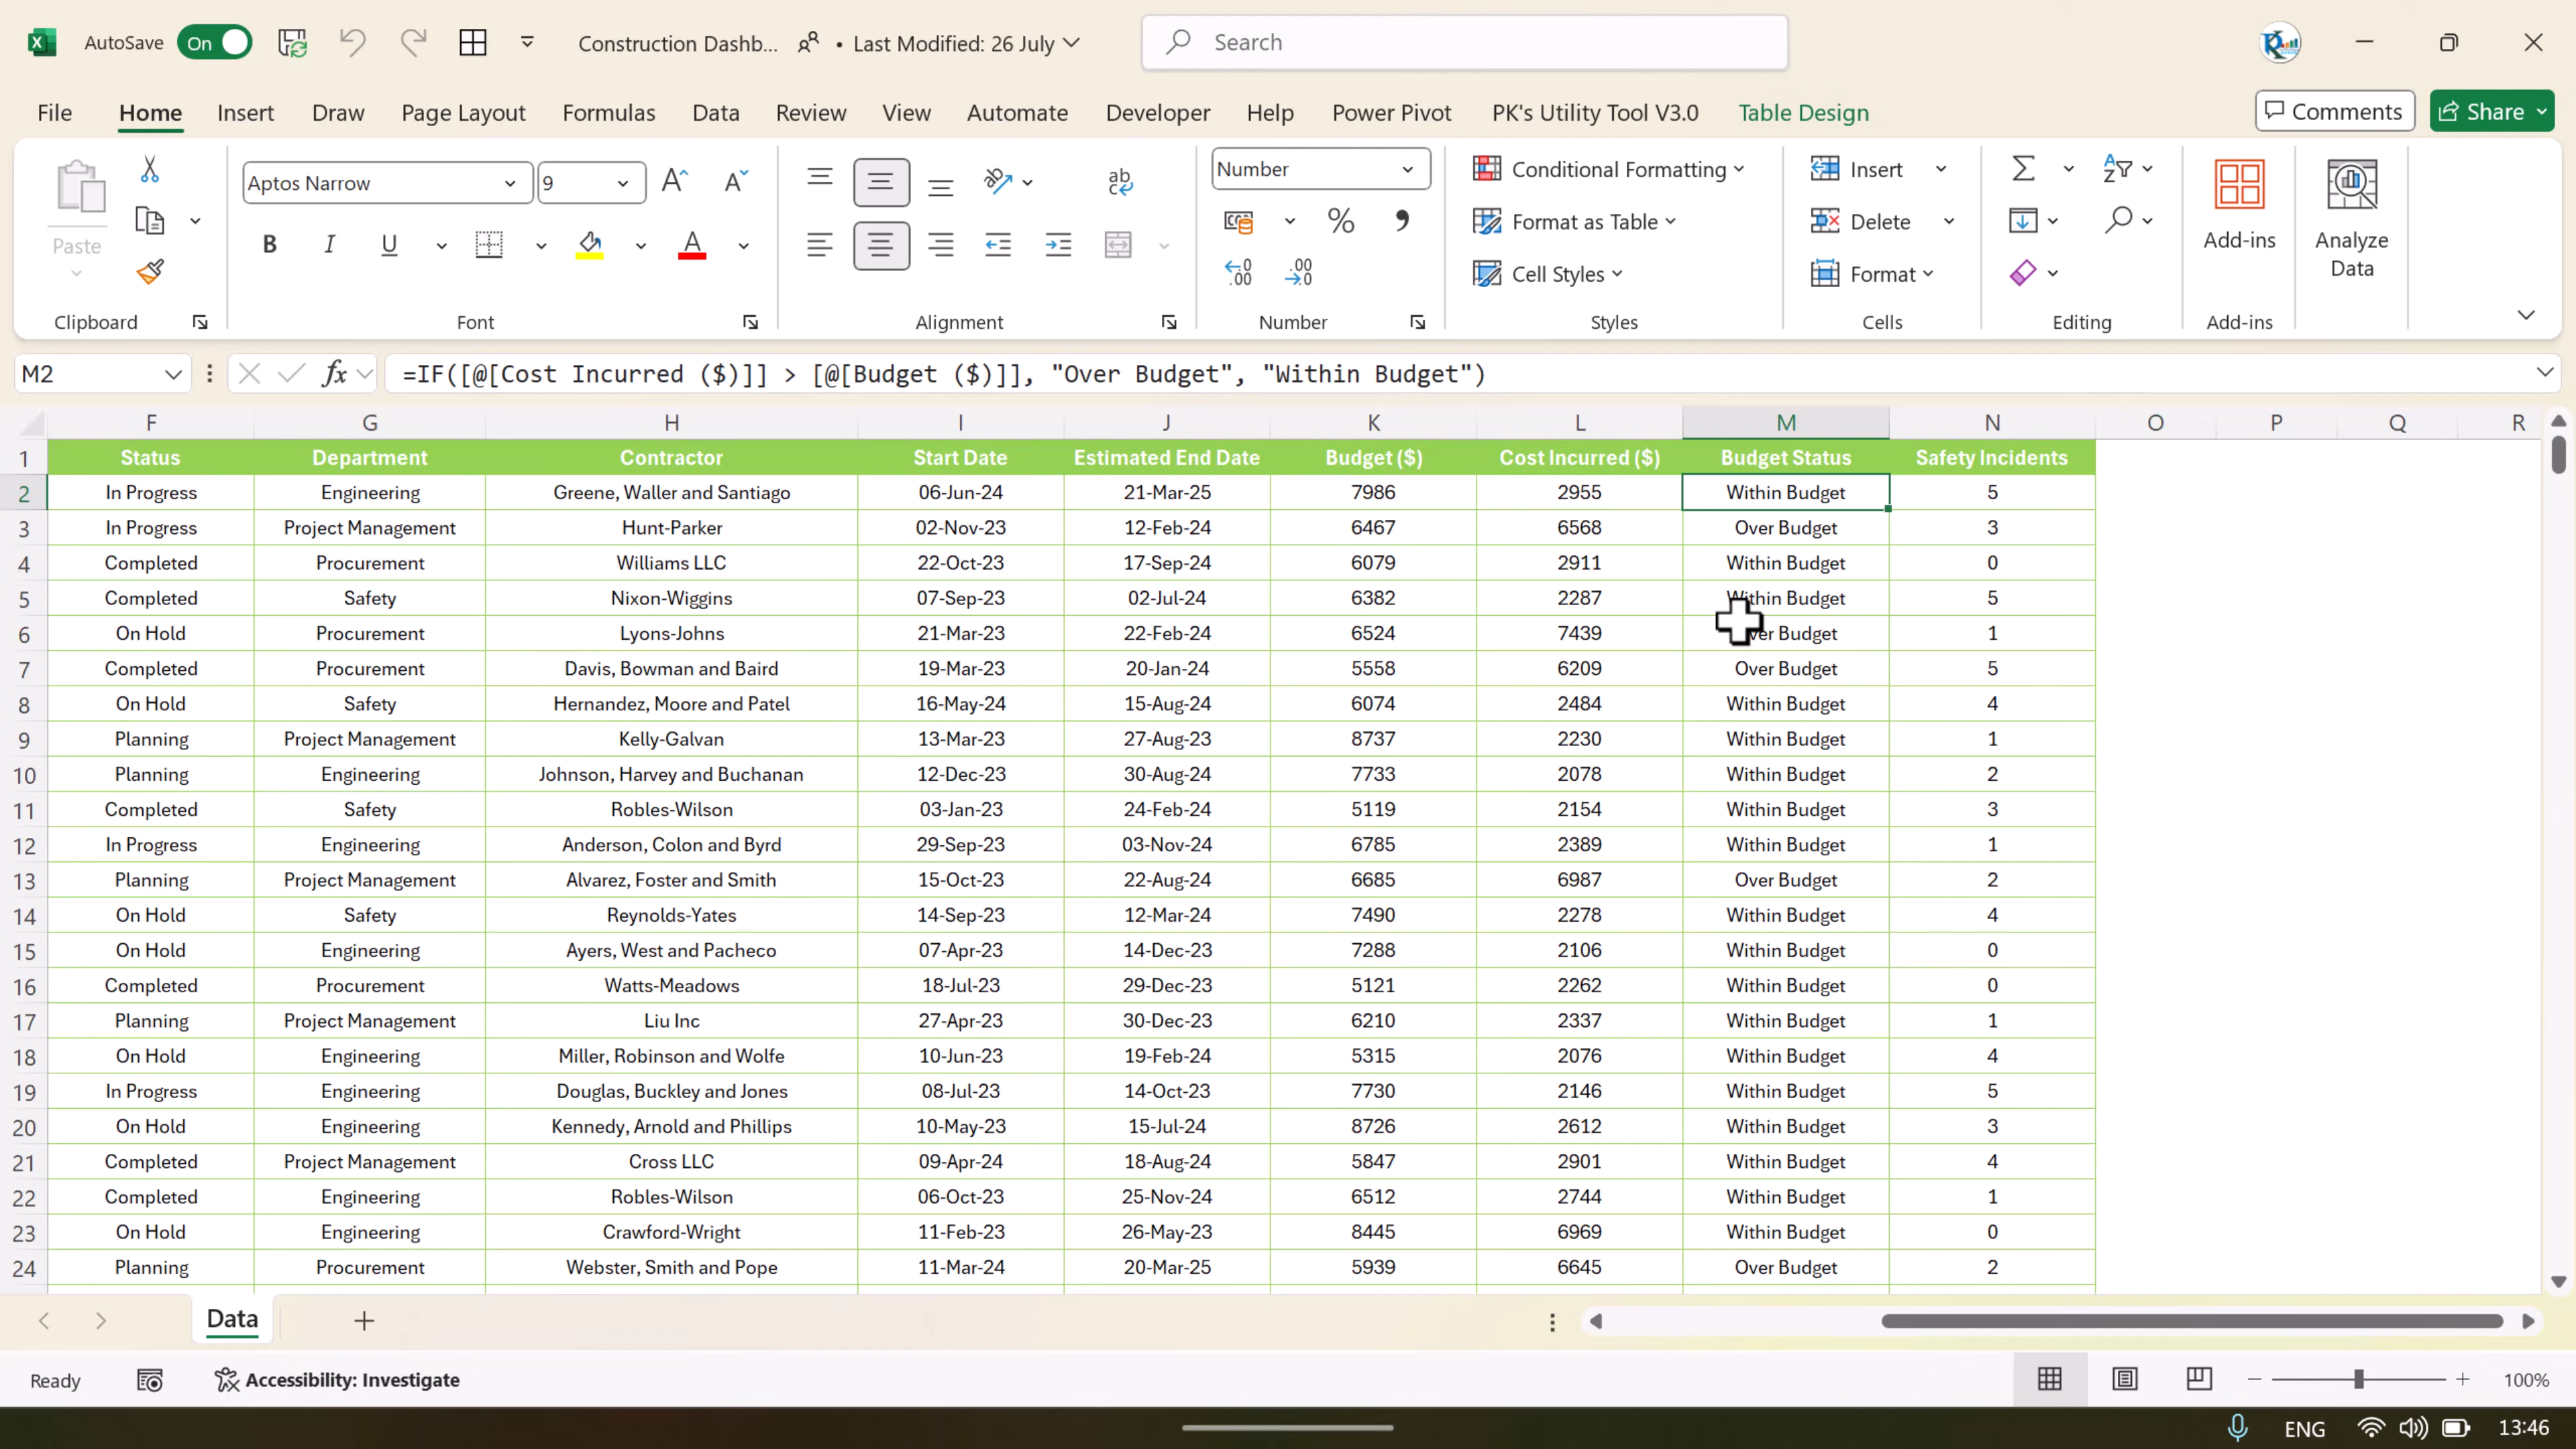 AutoSave On Construction Dashb... • Last Modified: 26 July Search
File Home Insert Draw Page Layout Formulas Data Review View Automate Developer Help Power Pivot PK's Utility Tool V3.0 Table Design Comments Share
Paste Aptos Narrow 9 Number Conditional Formatting Format as Table Cell Styles Insert Delete Format Add-ins Analyze Data
Clipboard Font Alignment Number Styles Cells Editing Add-ins
M2 fx =IF([@[Cost Incurred ($)]] > [@[Budget ($)]], "Over Budget", "Within Budget")
F G H I J K L M N O P Q R
1 Status Department Contractor Start Date Estimated End Date Budget ($) Cost Incurred ($) Budget Status Safety Incidents
2 In Progress Engineering Greene, Waller and Santiago 06-Jun-24 21-Mar-25 7986 2955 Within Budget 5
3 In Progress Project Management Hunt-Parker 02-Nov-23 12-Feb-24 6467 6568 Over Budget 3
4 Completed Procurement Williams LLC 22-Oct-23 17-Sep-24 6079 2911 Within Budget 0
5 Completed Safety Nixon-Wiggins 07-Sep-23 02-Jul-24 6382 2287 Within Budget 5
6 On Hold Procurement Lyons-Johns 21-Mar-23 22-Feb-24 6524 7439 Over Budget 1
7 Completed Procurement Davis, Bowman and Baird 19-Mar-23 20-Jan-24 5558 6209 Over Budget 5
8 On Hold Safety Hernandez, Moore and Patel 16-May-24 15-Aug-24 6074 2484 Within Budget 4
9 Planning Project Management Kelly-Galvan 13-Mar-23 27-Aug-23 8737 2230 Within Budget 1
10 Planning Engineering Johnson, Harvey and Buchanan 12-Dec-23 30-Aug-24 7733 2078 Within Budget 2
11 Completed Safety Robles-Wilson 03-Jan-23 24-Feb-24 5119 2154 Within Budget 3
12 In Progress Engineering Anderson, Colon and Byrd 29-Sep-23 03-Nov-24 6785 2389 Within Budget 1
13 Planning Project Management Alvarez, Foster and Smith 15-Oct-23 22-Aug-24 6685 6987 Over Budget 2
14 On Hold Safety Reynolds-Yates 14-Sep-23 12-Mar-24 7490 2278 Within Budget 4
15 On Hold Engineering Ayers, West and Pacheco 07-Apr-23 14-Dec-23 7288 2106 Within Budget 0
16 Completed Procurement Watts-Meadows 18-Jul-23 29-Dec-23 5121 2262 Within Budget 0
17 Planning Project Management Liu Inc 27-Apr-23 30-Dec-23 6210 2337 Within Budget 1
18 On Hold Engineering Miller, Robinson and Wolfe 10-Jun-23 19-Feb-24 5315 2076 Within Budget 4
19 In Progress Engineering Douglas, Buckley and Jones 08-Jul-23 14-Oct-23 7730 2146 Within Budget 5
20 On Hold Engineering Kennedy, Arnold and Phillips 10-May-23 15-Jul-24 8726 2612 Within Budget 3
21 Completed Project Management Cross LLC 09-Apr-24 18-Aug-24 5847 2901 Within Budget 4
22 Completed Engineering Robles-Wilson 06-Oct-23 25-Nov-24 6512 2744 Within Budget 1
23 On Hold Engineering Crawford-Wright 11-Feb-23 26-May-23 8445 6969 Within Budget 0
24 Planning Procurement Webster, Smith and Pope 11-Mar-24 20-Mar-25 5939 6645 Over Budget 2
Data
Ready Accessibility: Investigate 100%
ENG 13:46